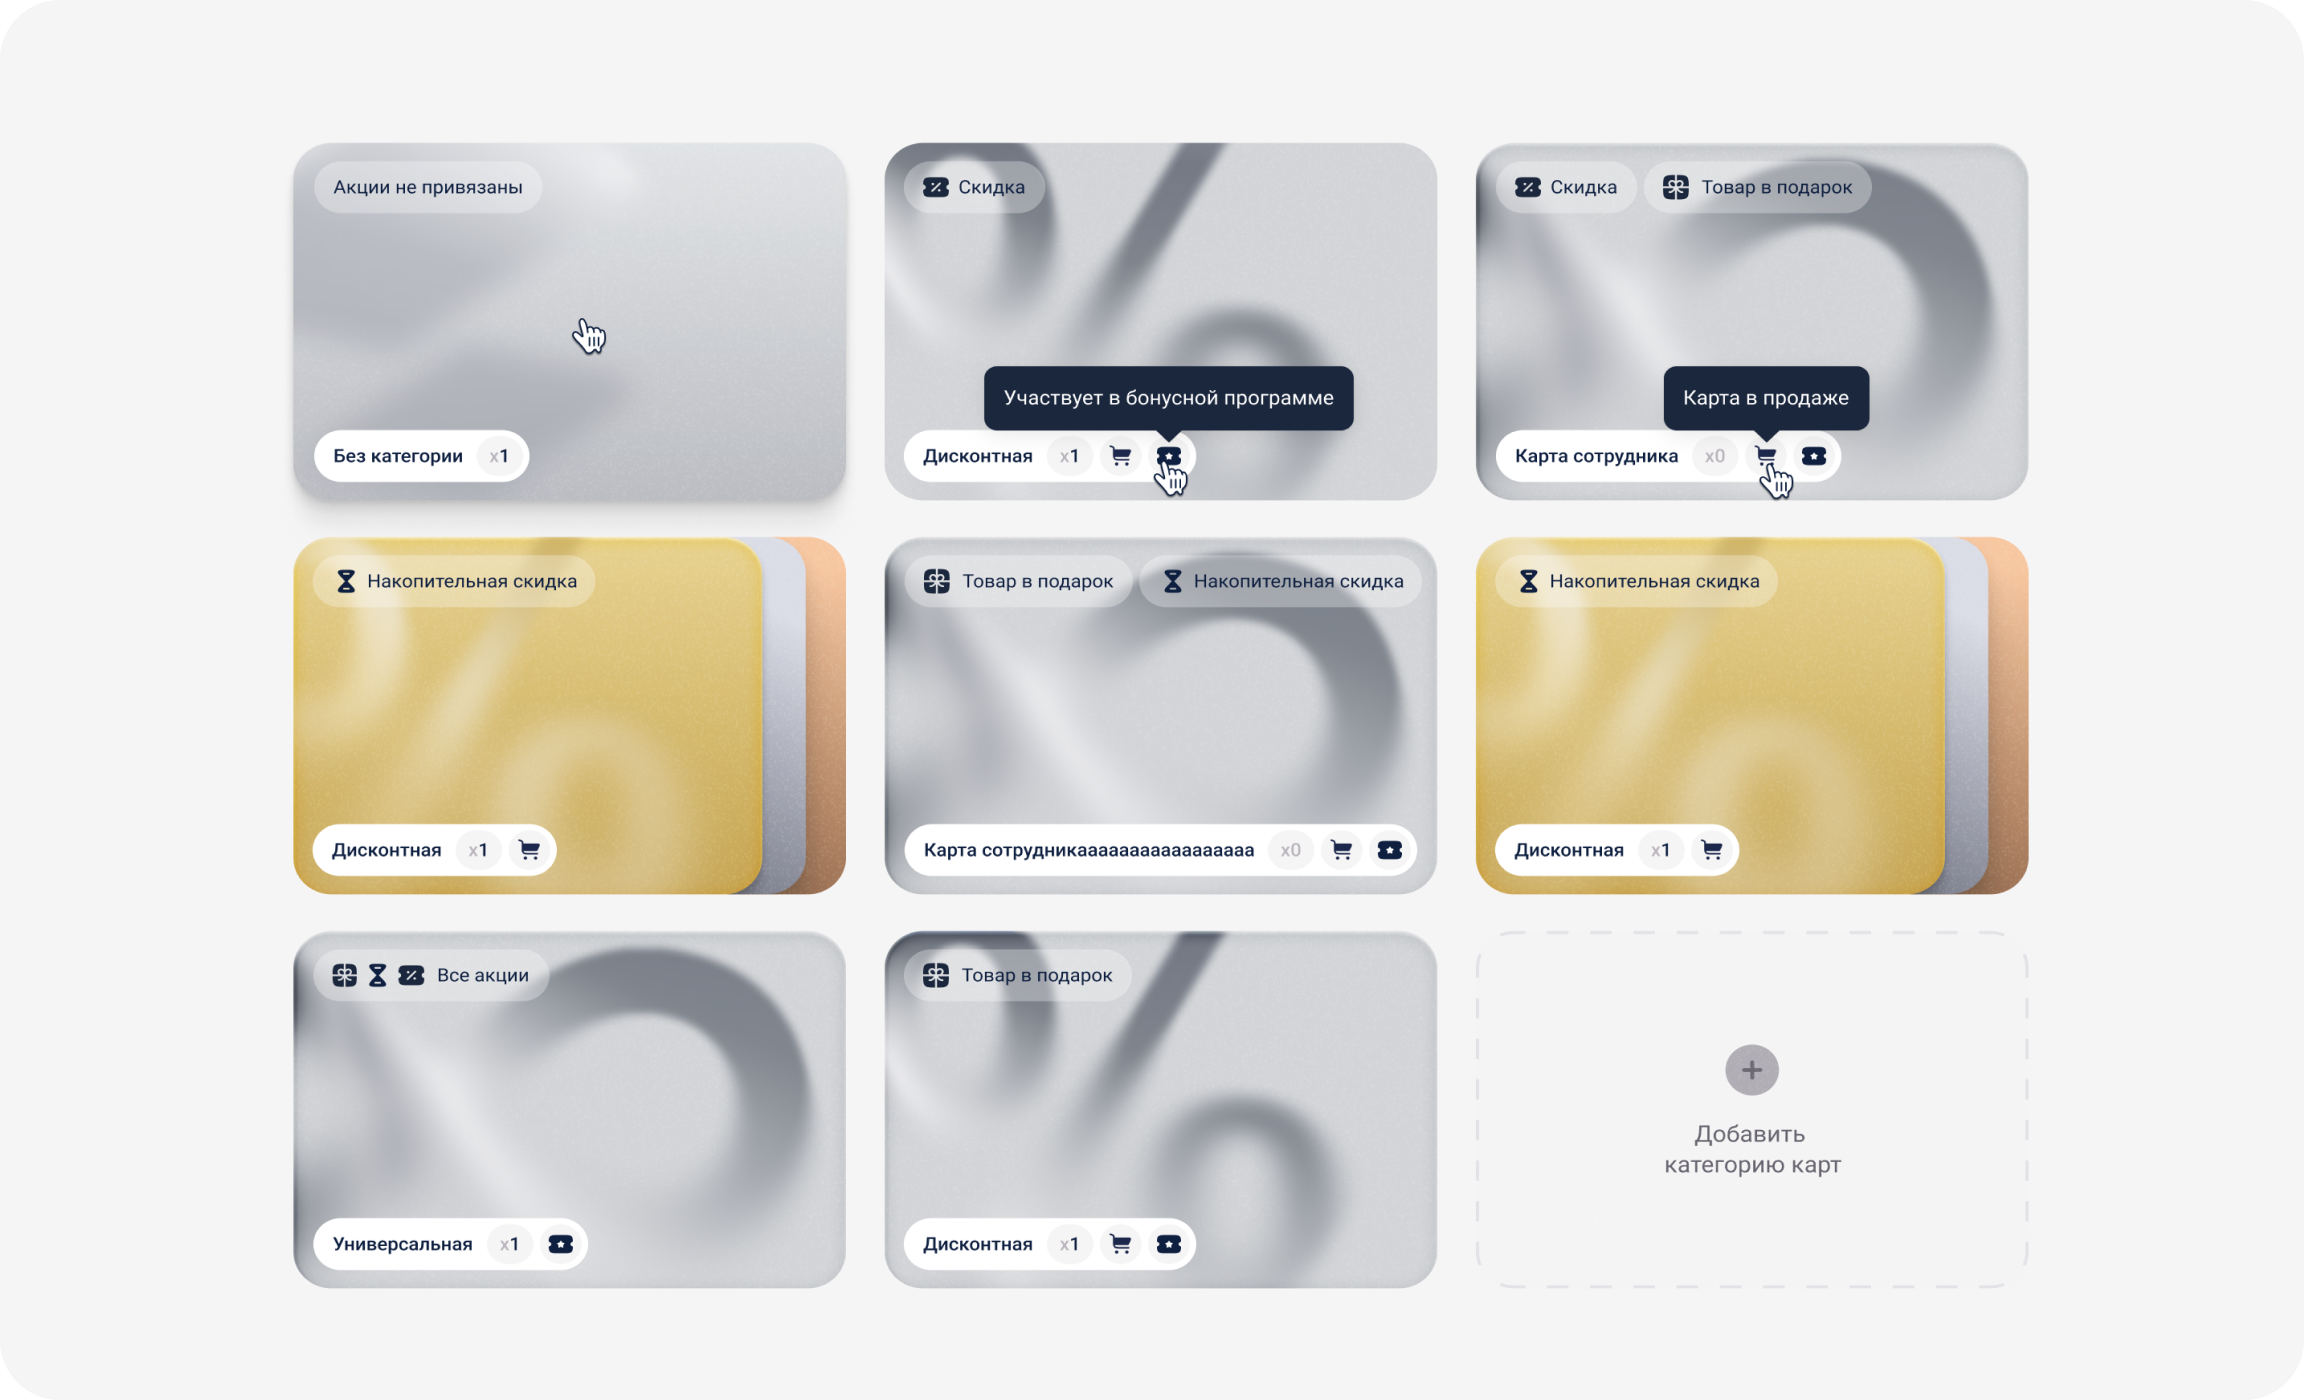 Акции не привязаны
Без категории x1
Скидка
Участвует в бонусной программе
Дисконтная x1
Скидка Товар в подарок
Карта в продаже
Карта сотрудника x0
Накопительная скидка
Дисконтная x1
Товар в подарок Накопительная скидка
Карта сотрудникааааааааааааааааа x0
Накопительная скидка
Дисконтная x1
Все акции
Универсальная x1
Товар в подарок
Дисконтная x1
Добавить
категорию карт